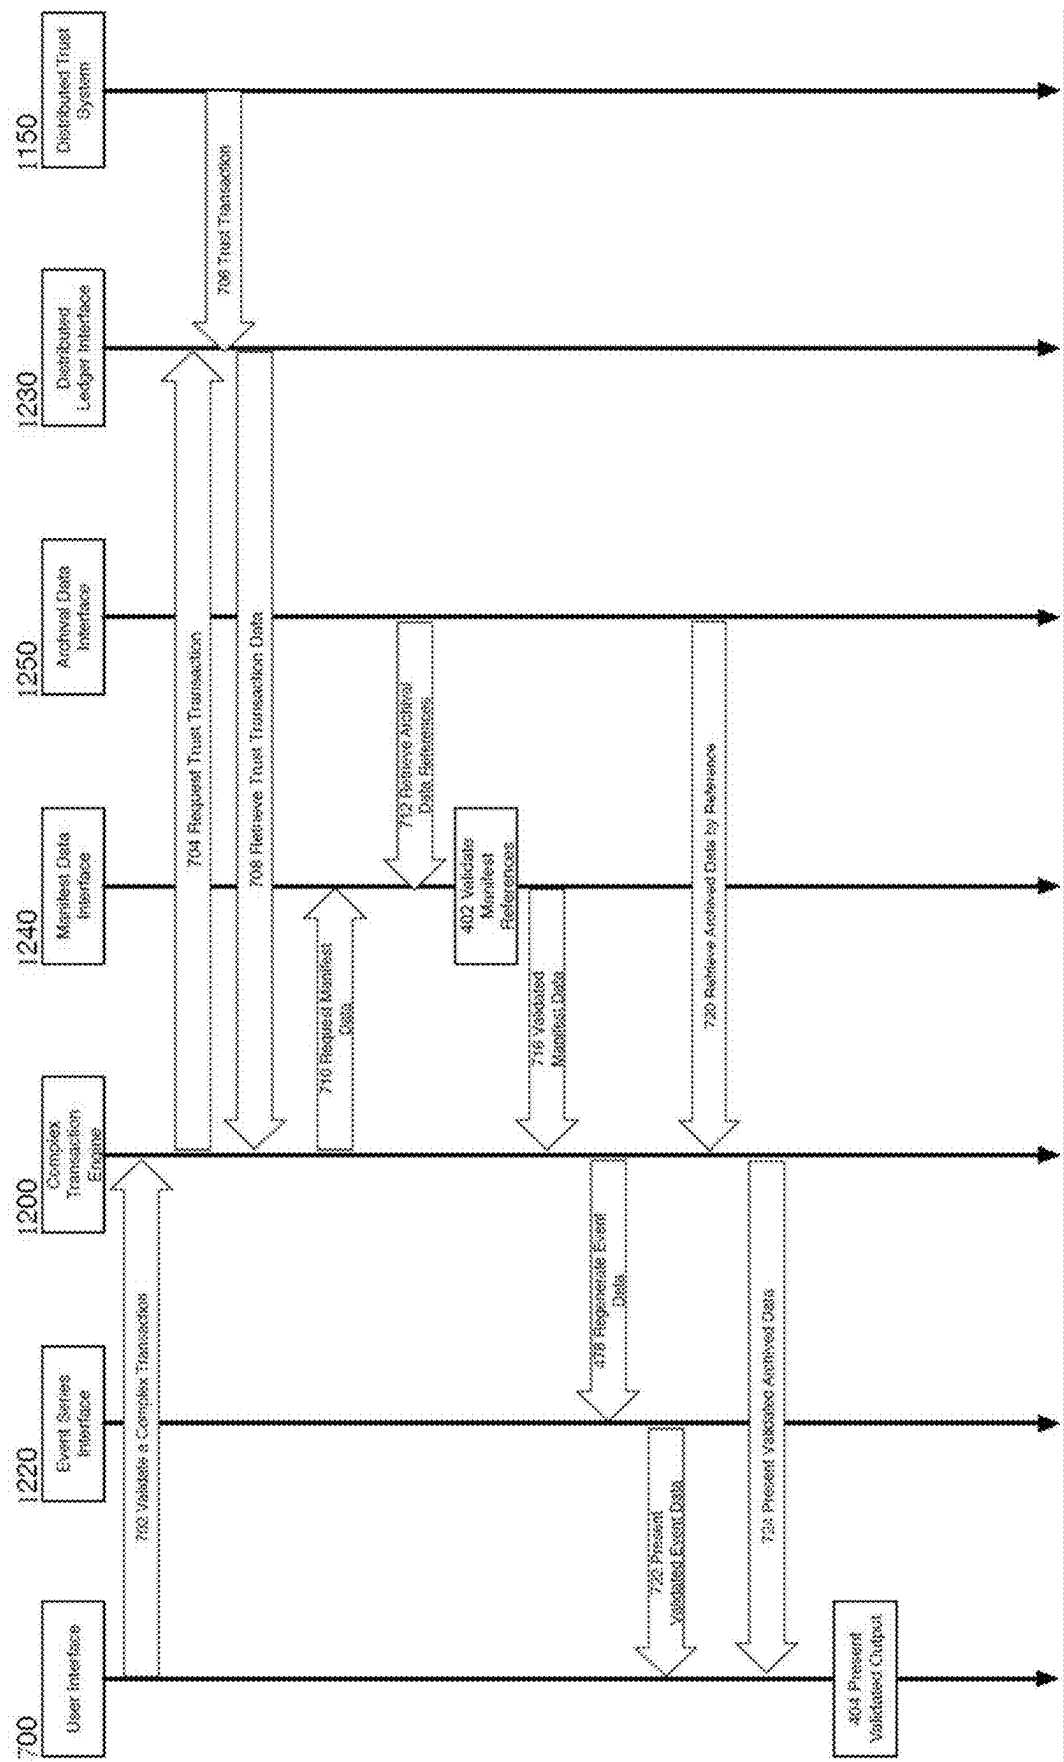 700
User Interface
1220
Event Series
Interface
1200
Complex
Transaction
Engine
1240
Manifest Data
Interface
1250
Archival Data
Interface
1230
Distributed
Ledger Interface
1150
Distributed Trust
System
702 Validate a Complex Transaction
704 Request Trust Transaction
706 Trust Transaction
708 Retrieve Trust Transaction Data
710 Request Manifest
Data
712 Retrieve Archival
Data References
402 Validate
Manifest
References
Validated
Manifest Data
Regenerate Event
Data
722 Present
Validated Event Data
720 Retrieve Archived Data by Reference
724 Present Validated Archived Data
404 Present
Validated Output